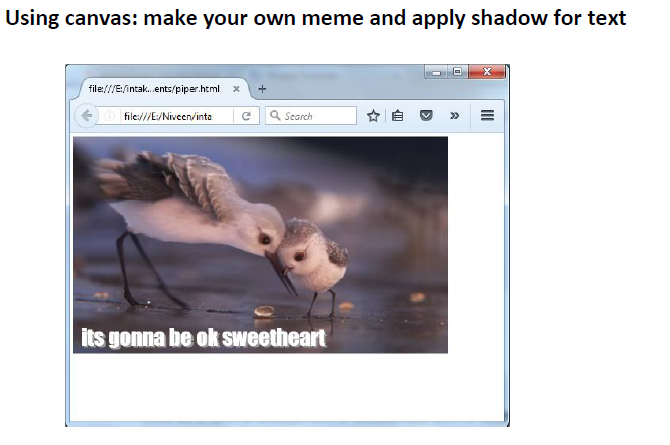 Using canvas: make your own meme and apply shadow for text
file:///E:/intak...ents/piper.html
file:///E:/Niveen/inta
Search
its gonna be ok sweetheart